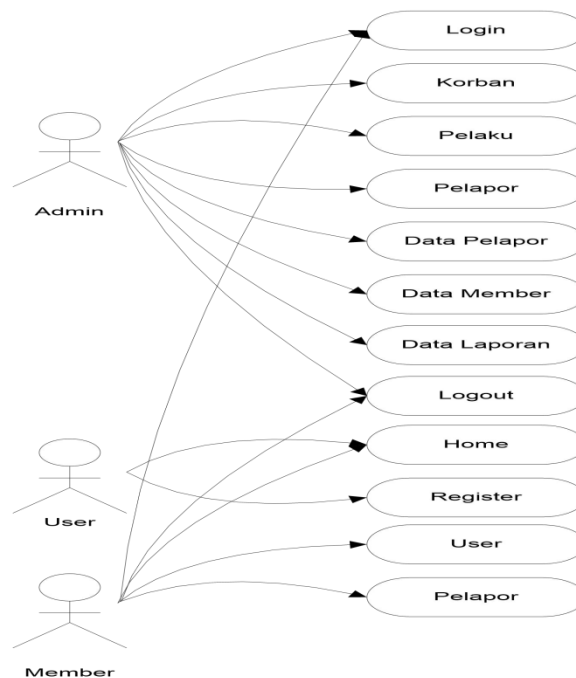 Login
Korban
Pelaku
Pelapor
Admin
Data Pelapor
Data Member
Data Laporan
Logout
Home
Register
User
User
Pelapor
Member